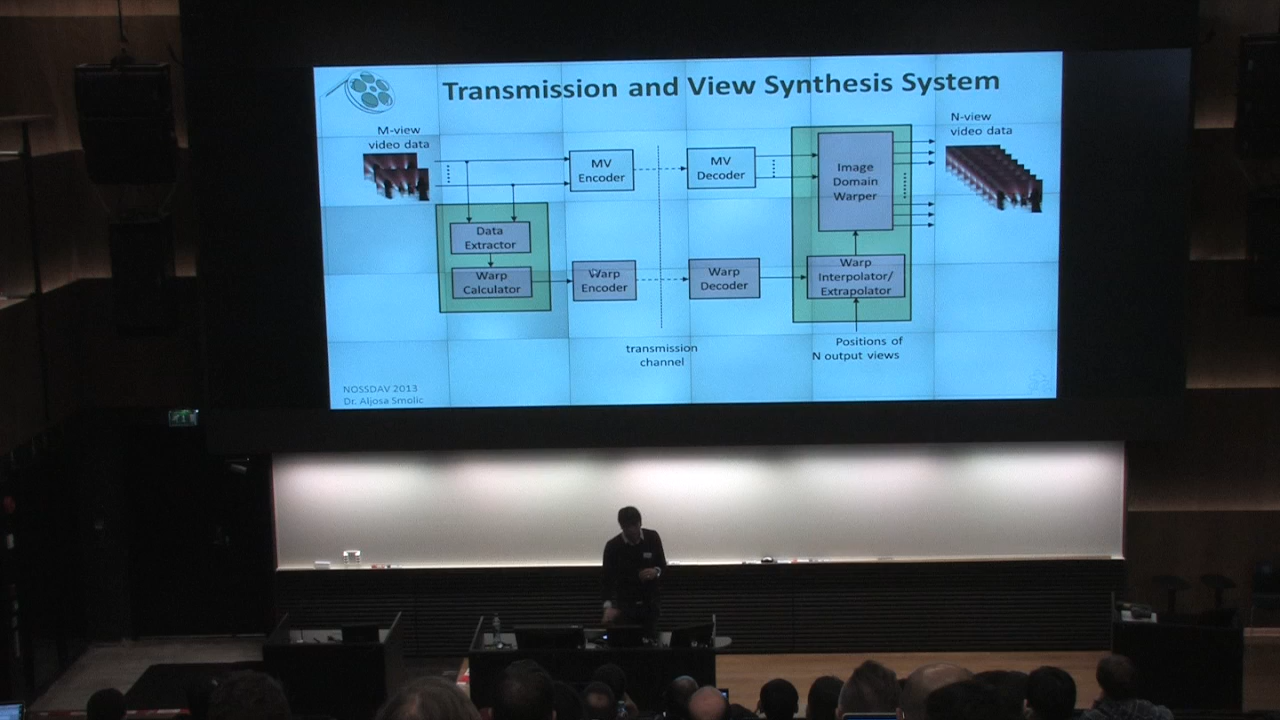 Transmission and View Synthesis System
M-view
video data
N-view
video data
MV
Encoder
MV
Decoder
Image
Domain
Warper
Data
Extractor
Warp
Calculator
Warp
Encoder
Warp
Decoder
Warp
Interpolator/
Extrapolator
transmission
channel
Positions of
N output views
NOSSDAV 2013
Dr. Aljosa Smolic